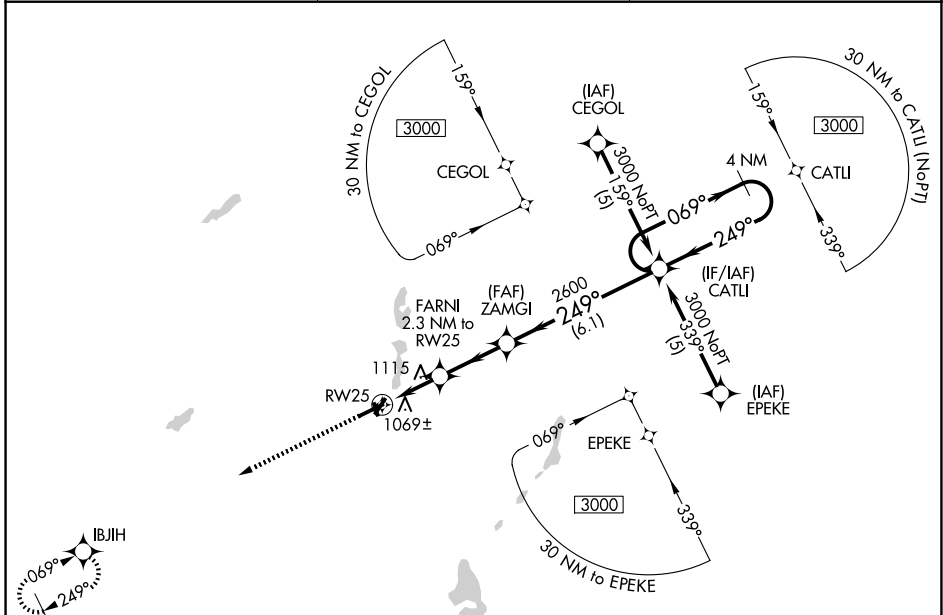 30 NM to CEGOL
159°
3000
CEGOL
069°
(IAF)
CEGOL
3000 NoPT
159°
(5)
4 NM
069°
249°
30 NM to CATLI (NoPT)
159°
3000
CATLI
339°
(IF/IAF)
CATLI
2600
249°
(6.1)
(FAF)
ZAMGI
FARNI
2.3 NM to
RW25
1115
RW25
1069±
3000 NoPT
339°
(5)
(IAF)
EPEKE
069°
EPEKE
3000
339°
30 NM to EPEKE
IBJIH
069°
249°